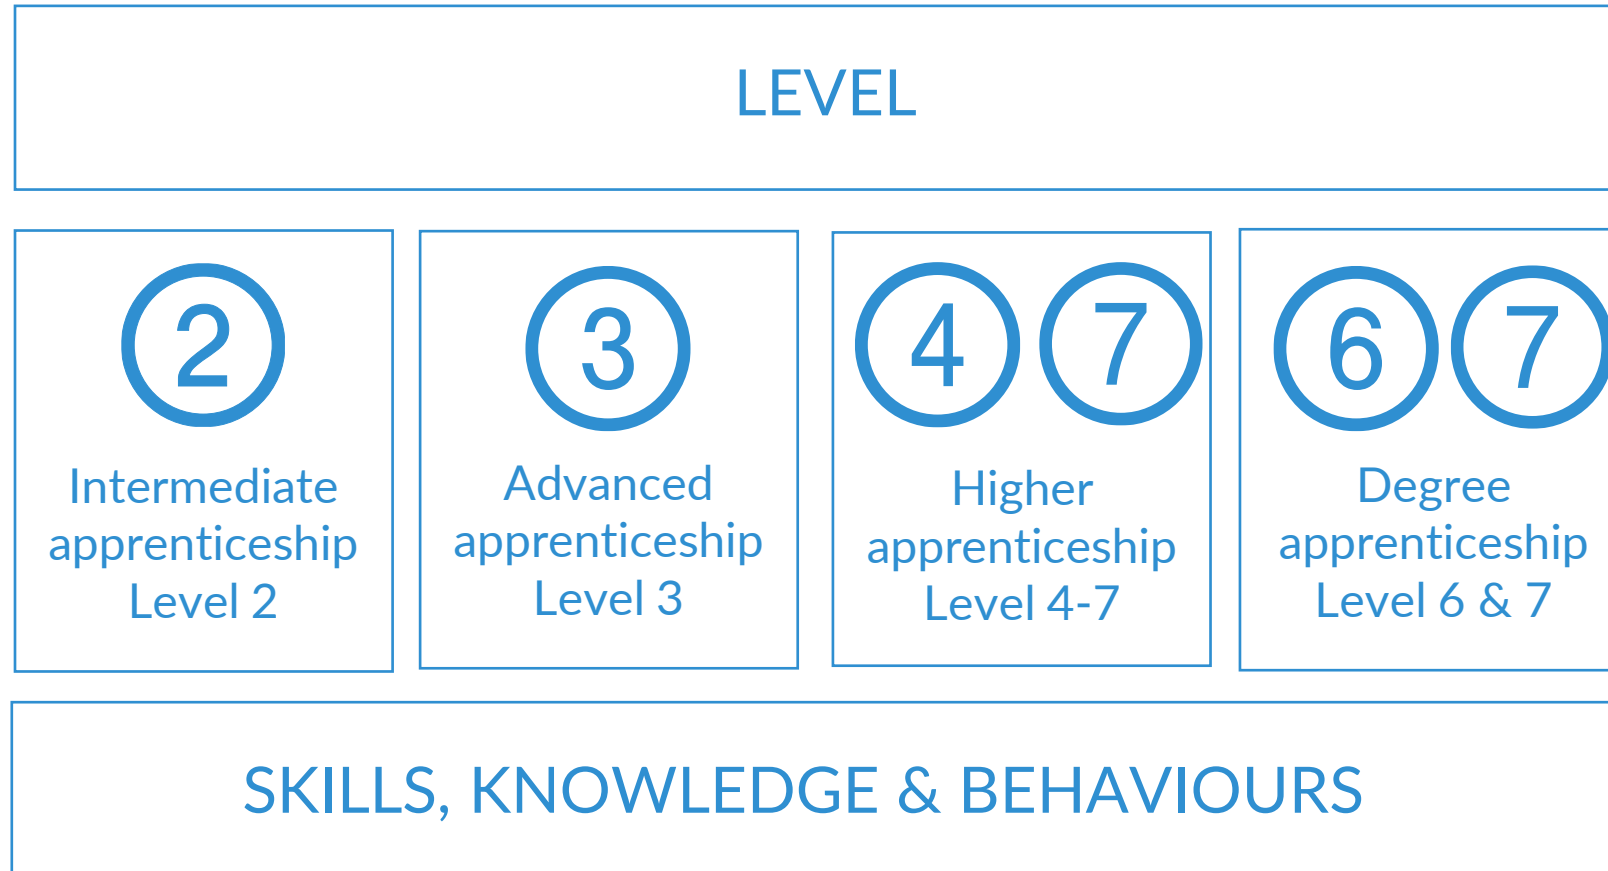 LEVEL
2
3
4 7
6 7
Intermediate
apprenticeship
Level 2
Advanced
apprenticeship
Level 3
Higher
apprenticeship
Level 4-7
Degree
apprenticeship
Level 6 & 7
SKILLS, KNOWLEDGE & BEHAVIOURS